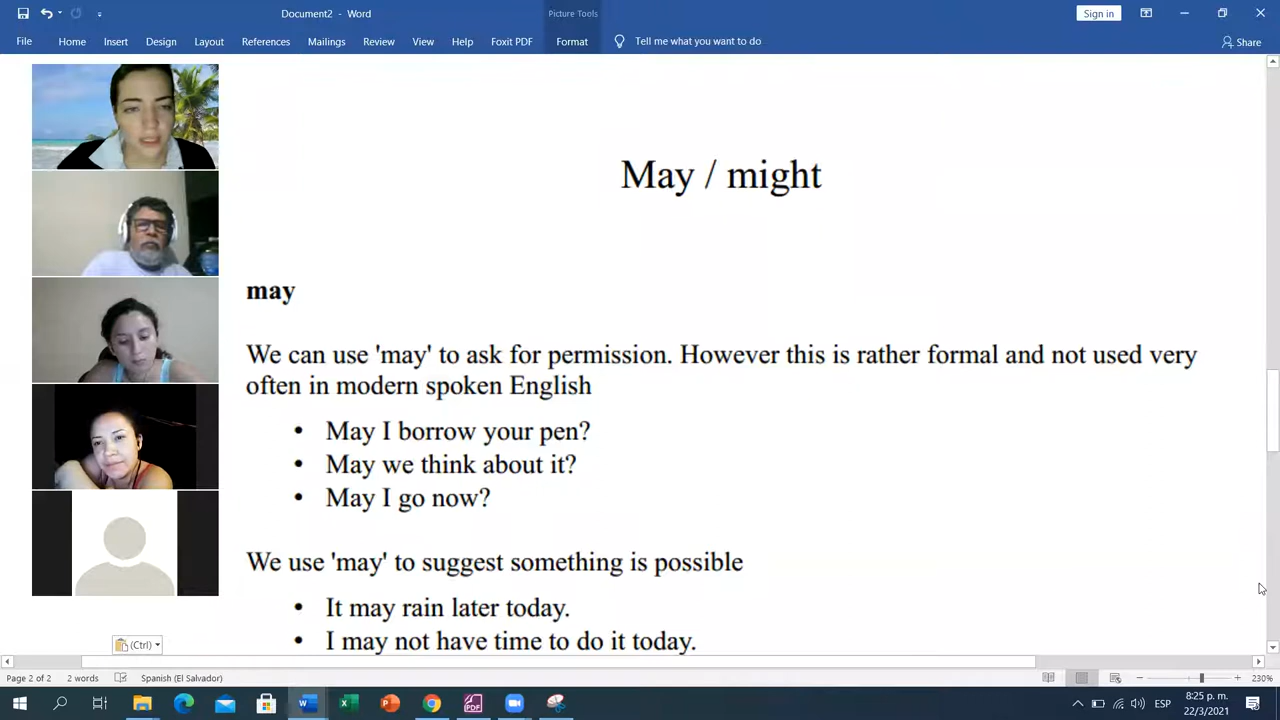 Document2 - Word
Picture Tools
Sign in
File
Home
Insert
Design
Layout
References
Mailings
Review
View
Help
Foxit PDF
Format
Tell me what you want to do
Share
May / might
may
We can use 'may' to ask for permission. However this is rather formal and not used very
often in modern spoken English
• May I borrow your pen?
• May we think about it?
• May I go now?
We use 'may' to suggest something is possible
• It may rain later today.
• I may not have time to do it today.
(Ctrl)
Page 2 of 2
2 words
Spanish (El Salvador)
230%
ESP
8:25 p. m.
22/3/2021